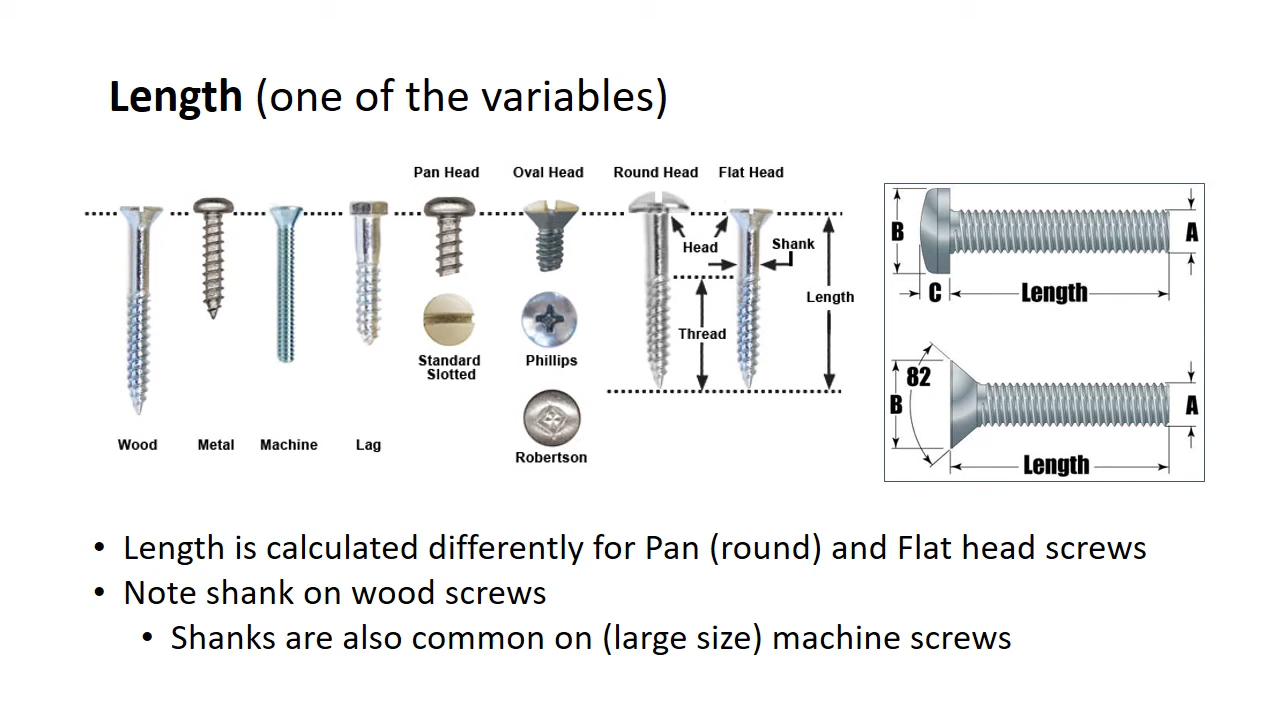 Length (one of the variables)
Pan Head Oval Head Round Head Flat Head
Head
Shank
Length
Thread
Standard
Slotted
Phillips
Robertson
Wood Metal Machine Lag
B
A
C
Length
82
B
A
Length
• Length is calculated differently for Pan (round) and Flat head screws
• Note shank on wood screws
• Shanks are also common on (large size) machine screws